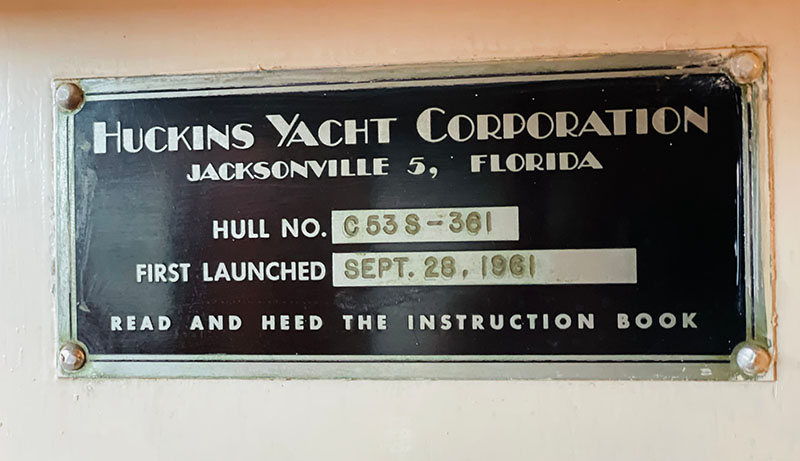 HUCKINS YACHT CORPORATION
JACKSONVILLE 5, FLORIDA
HULL NO. C53S-361
FIRST LAUNCHED SEPT. 28, 1961
READ AND HEED THE INSTRUCTION BOOK